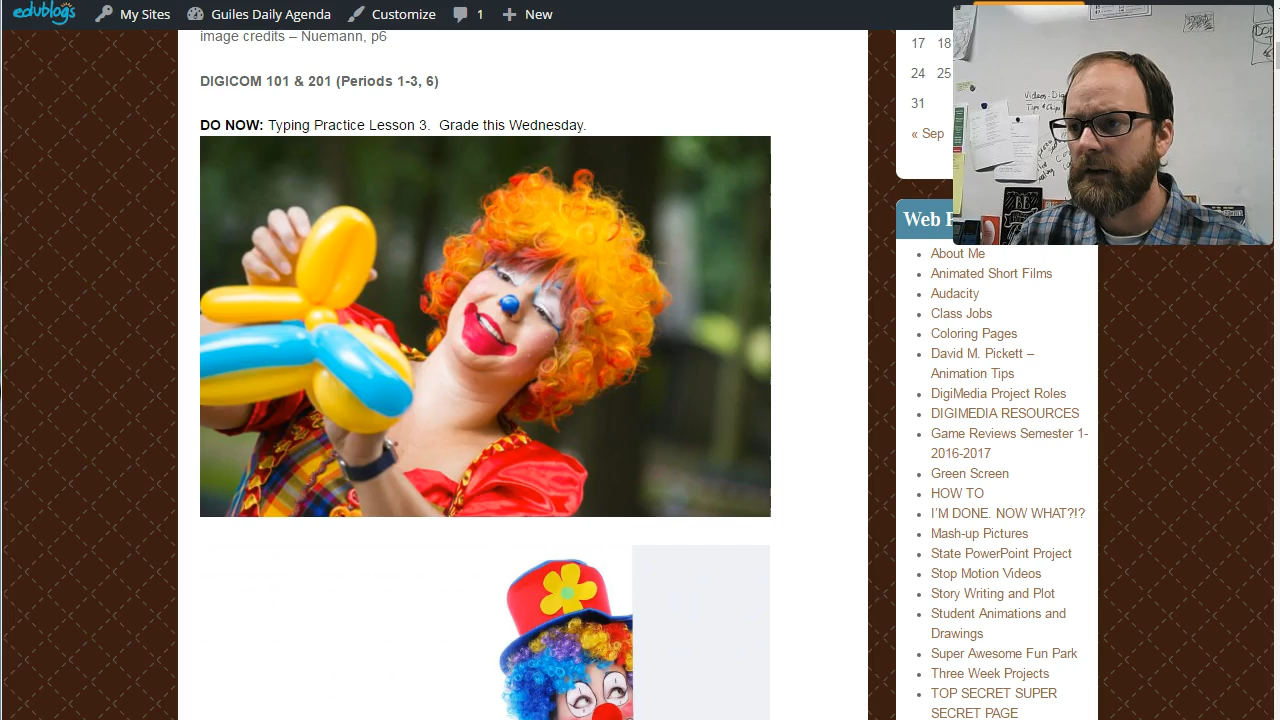 edublogs My Sites Guiles Daily Agenda Customize 1 New
image credits – Nuemann, p6
DIGICOM 101 & 201 (Periods 1-3, 6)
DO NOW: Typing Practice Lesson 3. Grade this Wednesday.
17 18
24 25
31
« Sep
Web
About Me
Animated Short Films
Audacity
Class Jobs
Coloring Pages
David M. Pickett –
Animation Tips
DigiMedia Project Roles
DIGIMEDIA RESOURCES
Game Reviews Semester 1-
2016-2017
Green Screen
HOW TO
I'M DONE. NOW WHAT?!?
Mash-up Pictures
State PowerPoint Project
Stop Motion Videos
Story Writing and Plot
Student Animations and
Drawings
Super Awesome Fun Park
Three Week Projects
TOP SECRET SUPER
SECRET PAGE